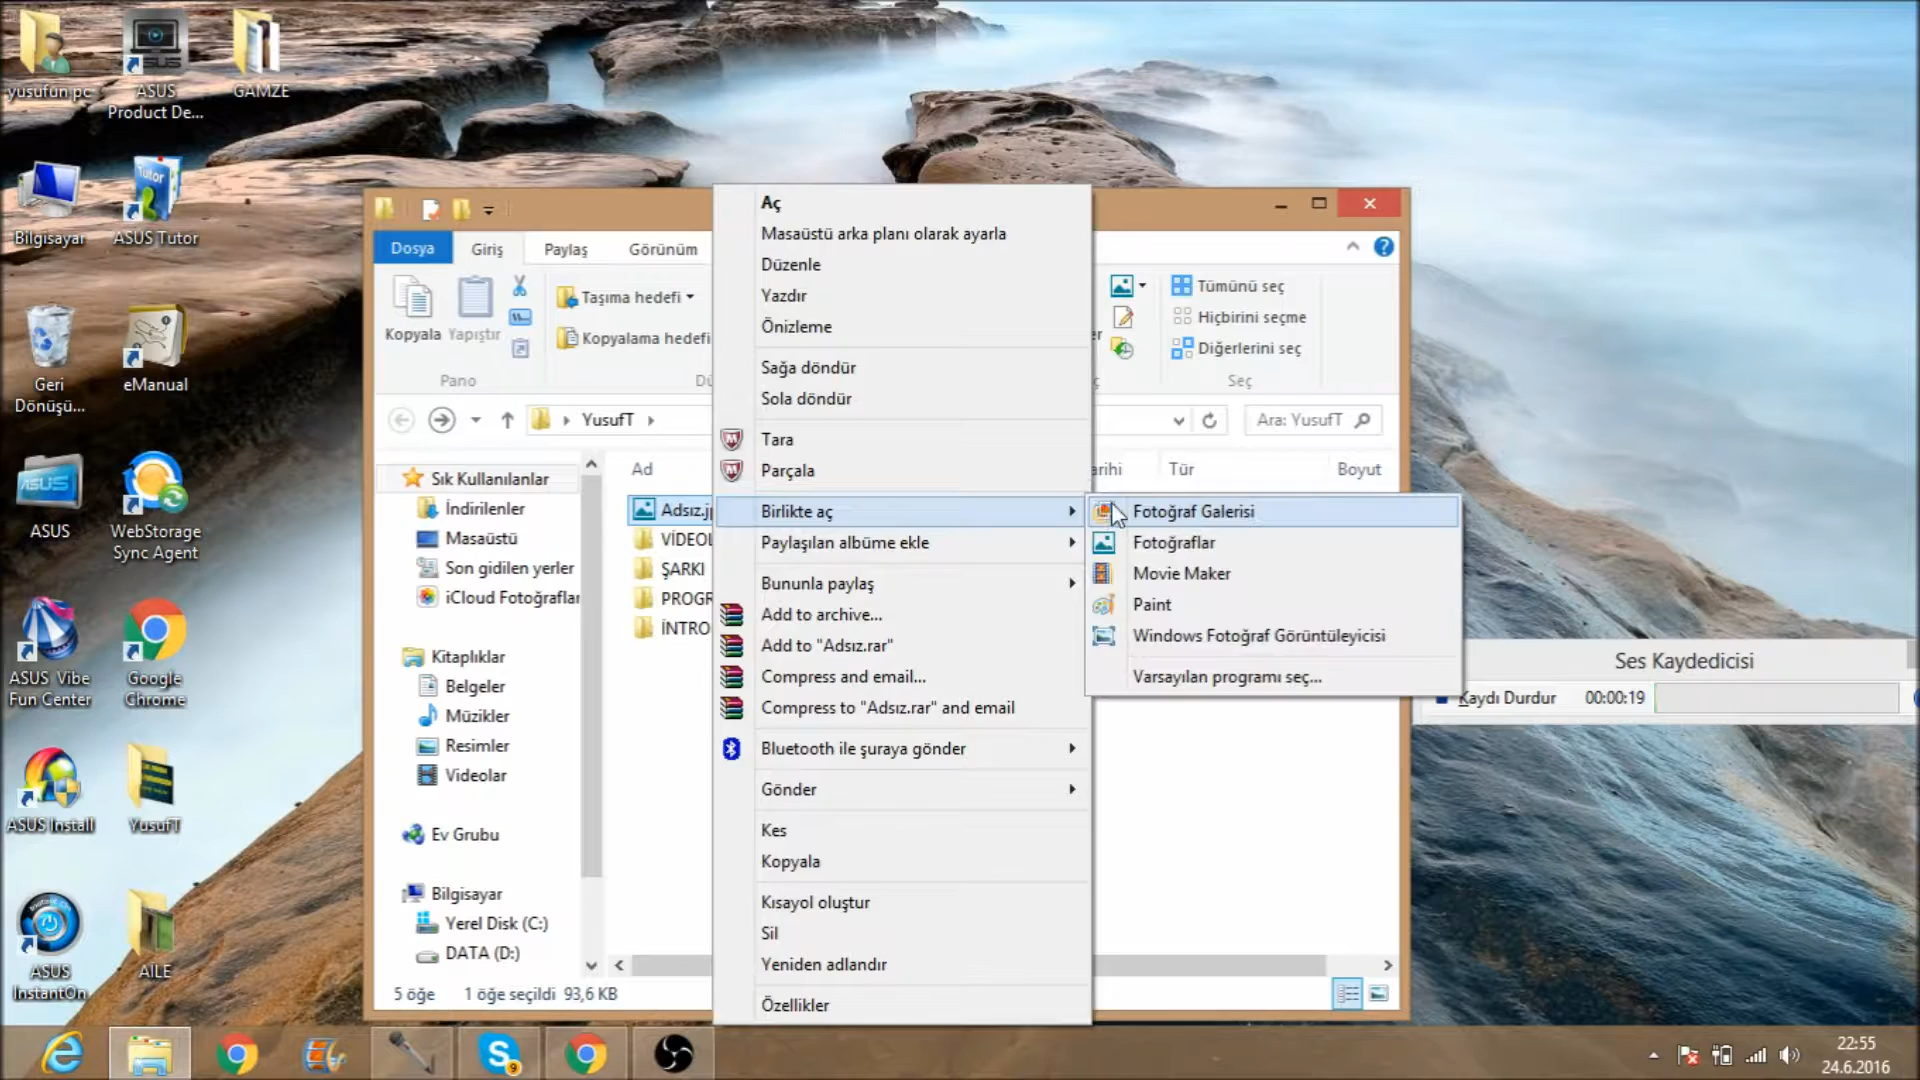 yusufun pc
ASUS
Product De...
GAMZE
Bilgisayar
ASUS Tutor
Geri
Dönüşü...
eManual
ASUS
WebStorage
Sync Agent
ASUS Vibe
Fun Center
Google
Chrome
ASUS Install
YusufT
ASUS
InstantOn
AILE
Dosya
Giriş
Paylaş
Görünüm
Kopyala
Yapıştır
Taşıma hedefi
Kopyalama hedefi
Pano
Tümünü seç
Hiçbirini seçme
Diğerlerini seç
Seç
YusufT
Ara: YusufT
Ad
Tür
Boyut
Sık Kullanılanlar
İndirilenler
Masaüstü
Son gidilen yerler
iCloud Fotoğraflar
Kitaplıklar
Belgeler
Müzikler
Resimler
Videolar
Ev Grubu
Bilgisayar
Yerel Disk (C:)
DATA (D:)
Adsız.j
VİDEOL
ŞARKI
PROGR
İNTRO
5 öğe
1 öğe seçildi 93,6 KB
Aç
Masaüstü arka planı olarak ayarla
Düzenle
Yazdır
Önizleme
Sağa döndür
Sola döndür
Tara
Parçala
Birlikte aç
Paylaşılan albüme ekle
Bununla paylaş
Add to archive...
Add to "Adsız.rar"
Compress and email...
Compress to "Adsız.rar" and email
Bluetooth ile şuraya gönder
Gönder
Kes
Kopyala
Kısayol oluştur
Sil
Yeniden adlandır
Özellikler
Fotoğraf Galerisi
Fotoğraflar
Movie Maker
Paint
Windows Fotoğraf Görüntüleyicisi
Varsayılan programı seç...
Ses Kaydedicisi
Kaydı Durdur
00:00:19
22:55
24.6.2016